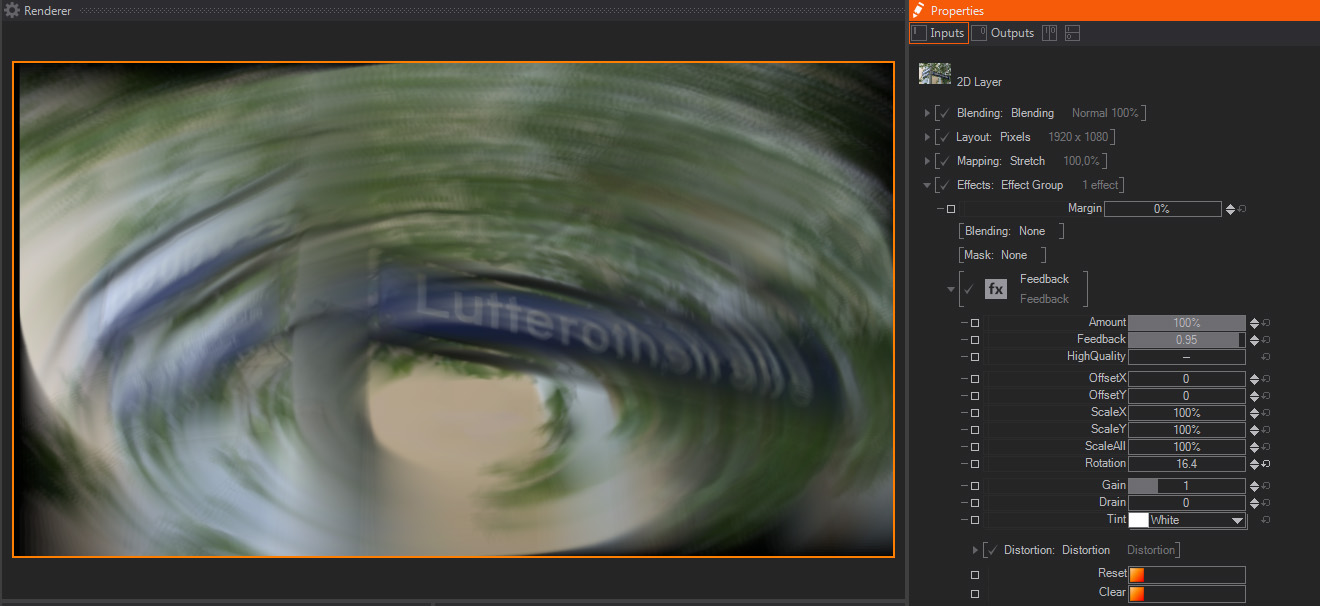 Renderer
Properties
Inputs
Outputs
2D Layer
Blending: Blending Normal 100%
Layout: Pixels 1920 x 1080
Mapping: Stretch 100,0%
Effects: Effect Group 1 effect
Margin 0%
Blending: None
Mask: None
fx Feedback
Feedback
Amount 100%
Feedback 0.95
HighQuality –
OffsetX 0
OffsetY 0
ScaleX 100%
ScaleY 100%
ScaleAll 100%
Rotation 16.4
Gain 1
Drain 0
Tint White
Distortion: Distortion Distortion
Reset
Clear